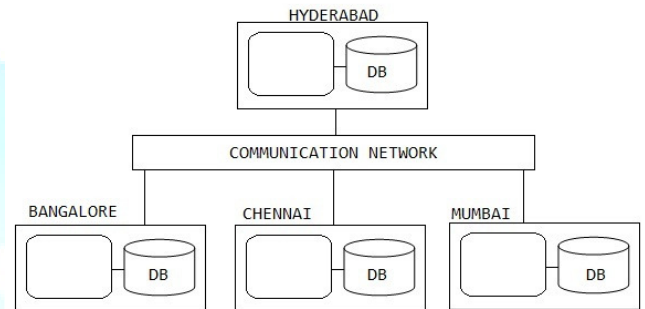 HYDERABAD
DB
COMMUNICATION NETWORK
BANGALORE
CHENNAI
MUMBAI
DB
DB
DB